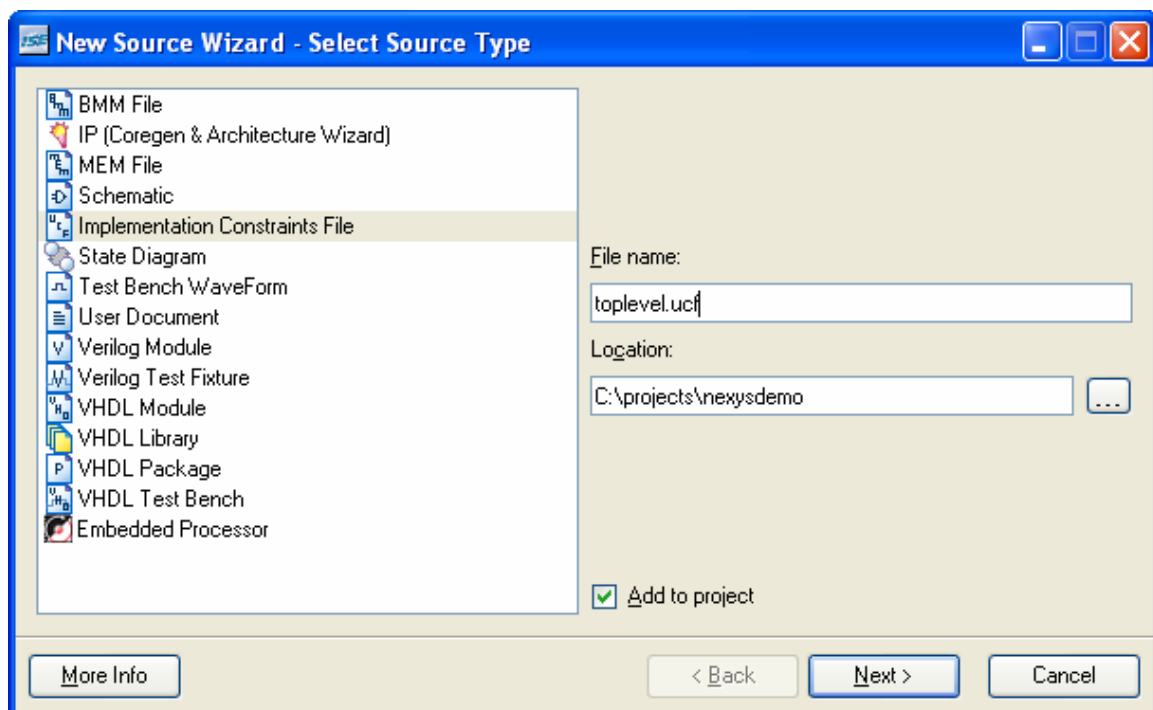 New Source Wizard - Select Source Type
BMM File
IP (Coregen & Architecture Wizard)
MEM File
Schematic
Implementation Constraints File
State Diagram
Test Bench WaveForm
User Document
Verilog Module
Verilog Test Fixture
VHDL Module
VHDL Library
VHDL Package
VHDL Test Bench
Embedded Processor
File name:
toplevel.ucf
Location:
C:\projects\nexysdemo
...
Add to project
More Info
< Back
Next >
Cancel